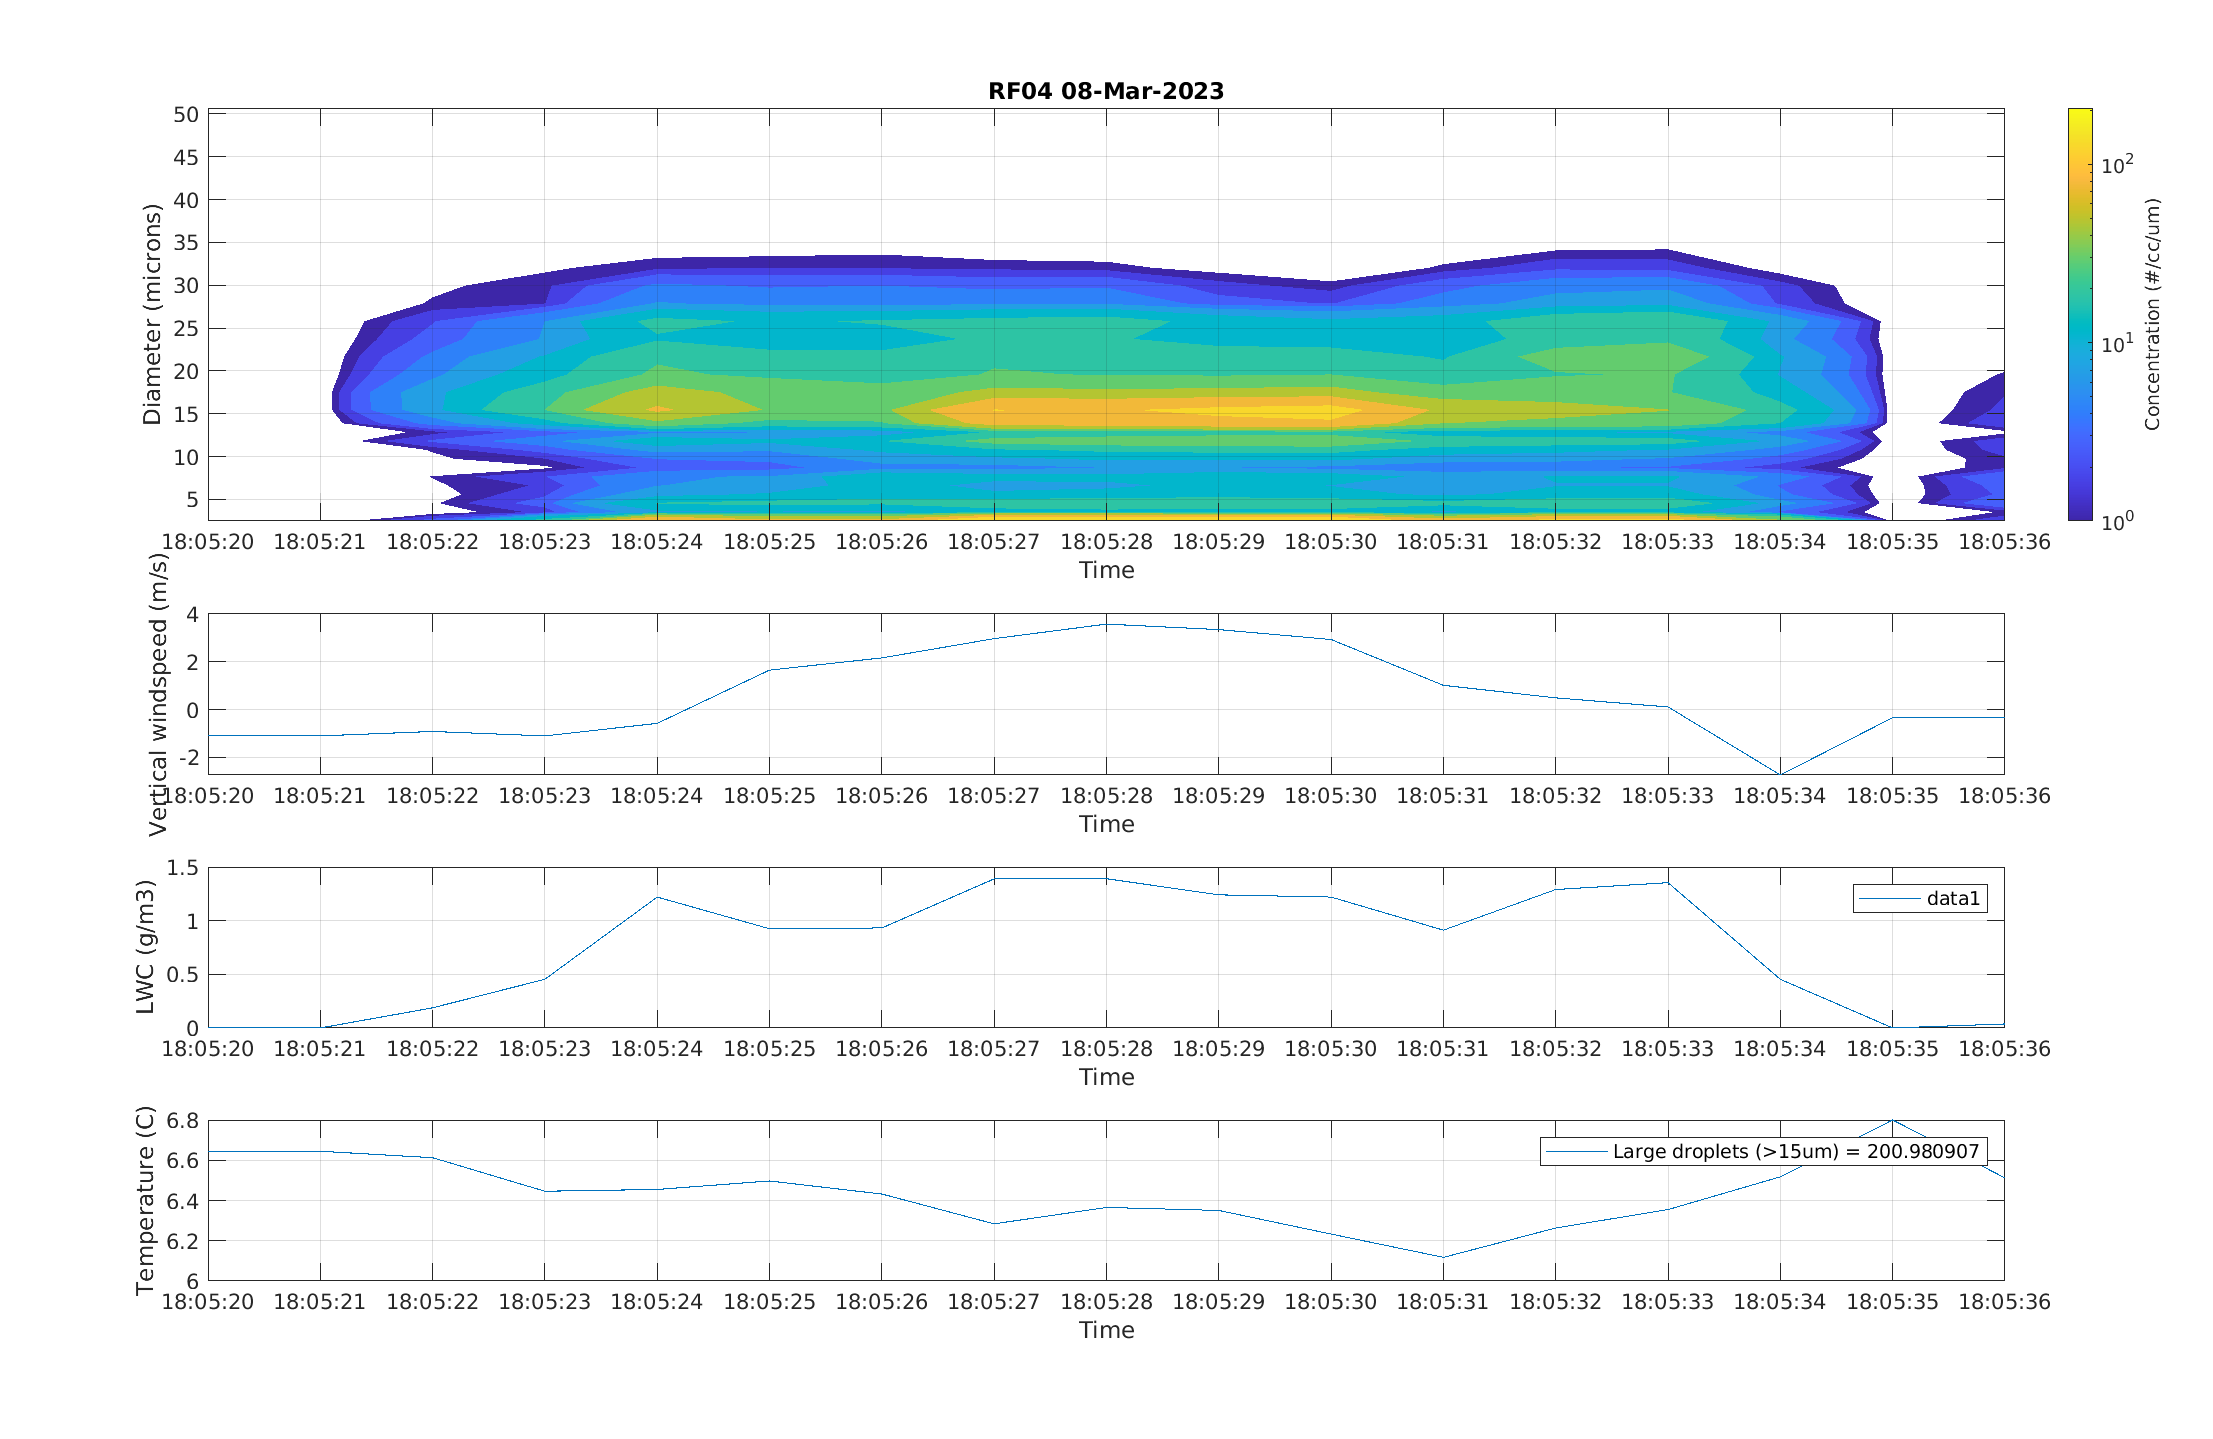 RF04 08-Mar-2023
Diameter (microns)
50
45
40
35
30
25
20
15
10
5
18:05:20 18:05:21 18:05:22 18:05:23 18:05:24 18:05:25 18:05:26 18:05:27 18:05:28 18:05:29 18:05:30 18:05:31 18:05:32 18:05:33 18:05:34 18:05:35 18:05:36
Time
10^2
10^1
10^0
Concentration (#/cc/um)
Vertical windspeed (m/s)
4
2
0
-2
18:05:20 18:05:21 18:05:22 18:05:23 18:05:24 18:05:25 18:05:26 18:05:27 18:05:28 18:05:29 18:05:30 18:05:31 18:05:32 18:05:33 18:05:34 18:05:35 18:05:36
Time
LWC (g/m3)
1.5
1
0.5
0
data1
18:05:20 18:05:21 18:05:22 18:05:23 18:05:24 18:05:25 18:05:26 18:05:27 18:05:28 18:05:29 18:05:30 18:05:31 18:05:32 18:05:33 18:05:34 18:05:35 18:05:36
Time
Temperature (C)
6.8
6.6
6.4
6.2
6
Large droplets (>15um) = 200.980907
18:05:20 18:05:21 18:05:22 18:05:23 18:05:24 18:05:25 18:05:26 18:05:27 18:05:28 18:05:29 18:05:30 18:05:31 18:05:32 18:05:33 18:05:34 18:05:35 18:05:36
Time